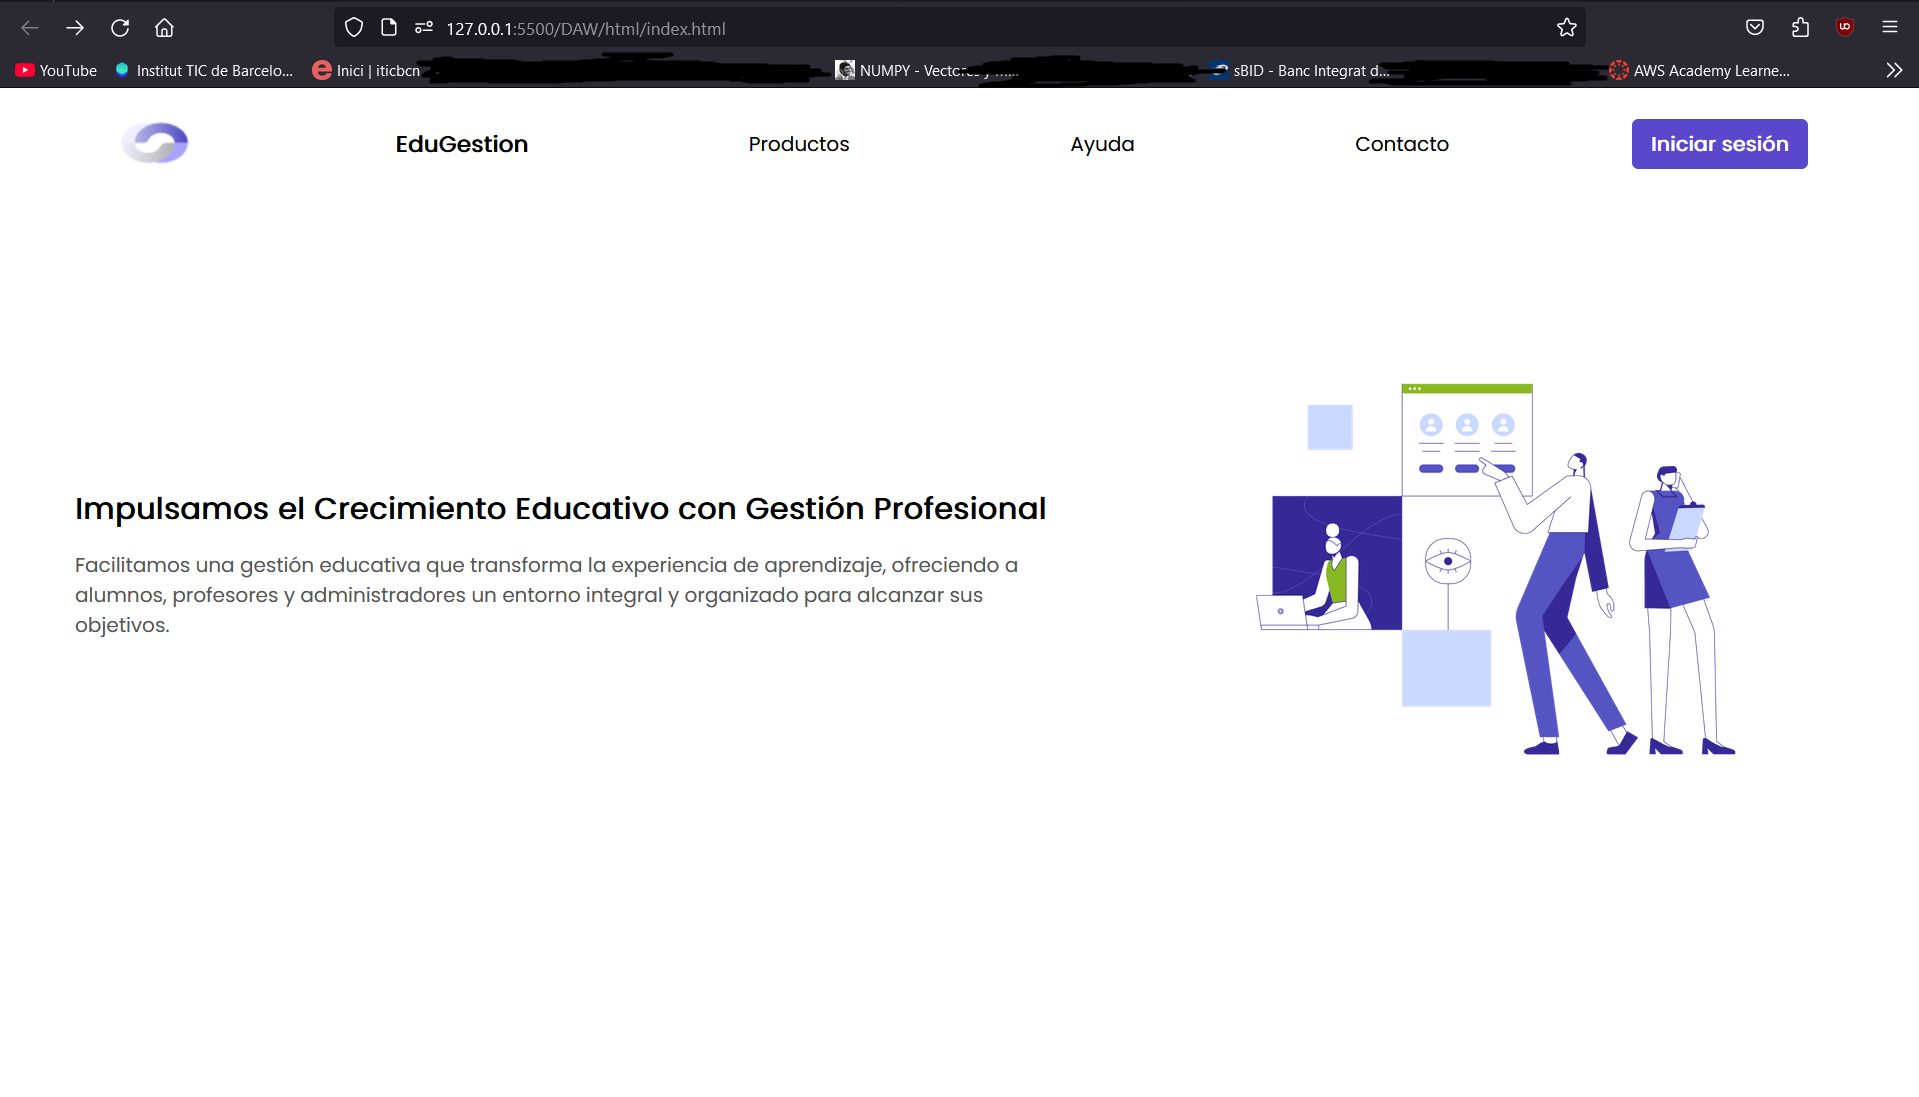 127.0.0.1:5500/DAW/html/index.html
YouTube Institut TIC de Barcelo... Inici | iticbcn NUMPY - Vectores y M... sBID - Banc Integrat d... AWS Academy Learne...
EduGestion Productos Ayuda Contacto Iniciar sesión
Impulsamos el Crecimiento Educativo con Gestión Profesional
Facilitamos una gestión educativa que transforma la experiencia de aprendizaje, ofreciendo a
alumnos, profesores y administradores un entorno integral y organizado para alcanzar sus
objetivos.